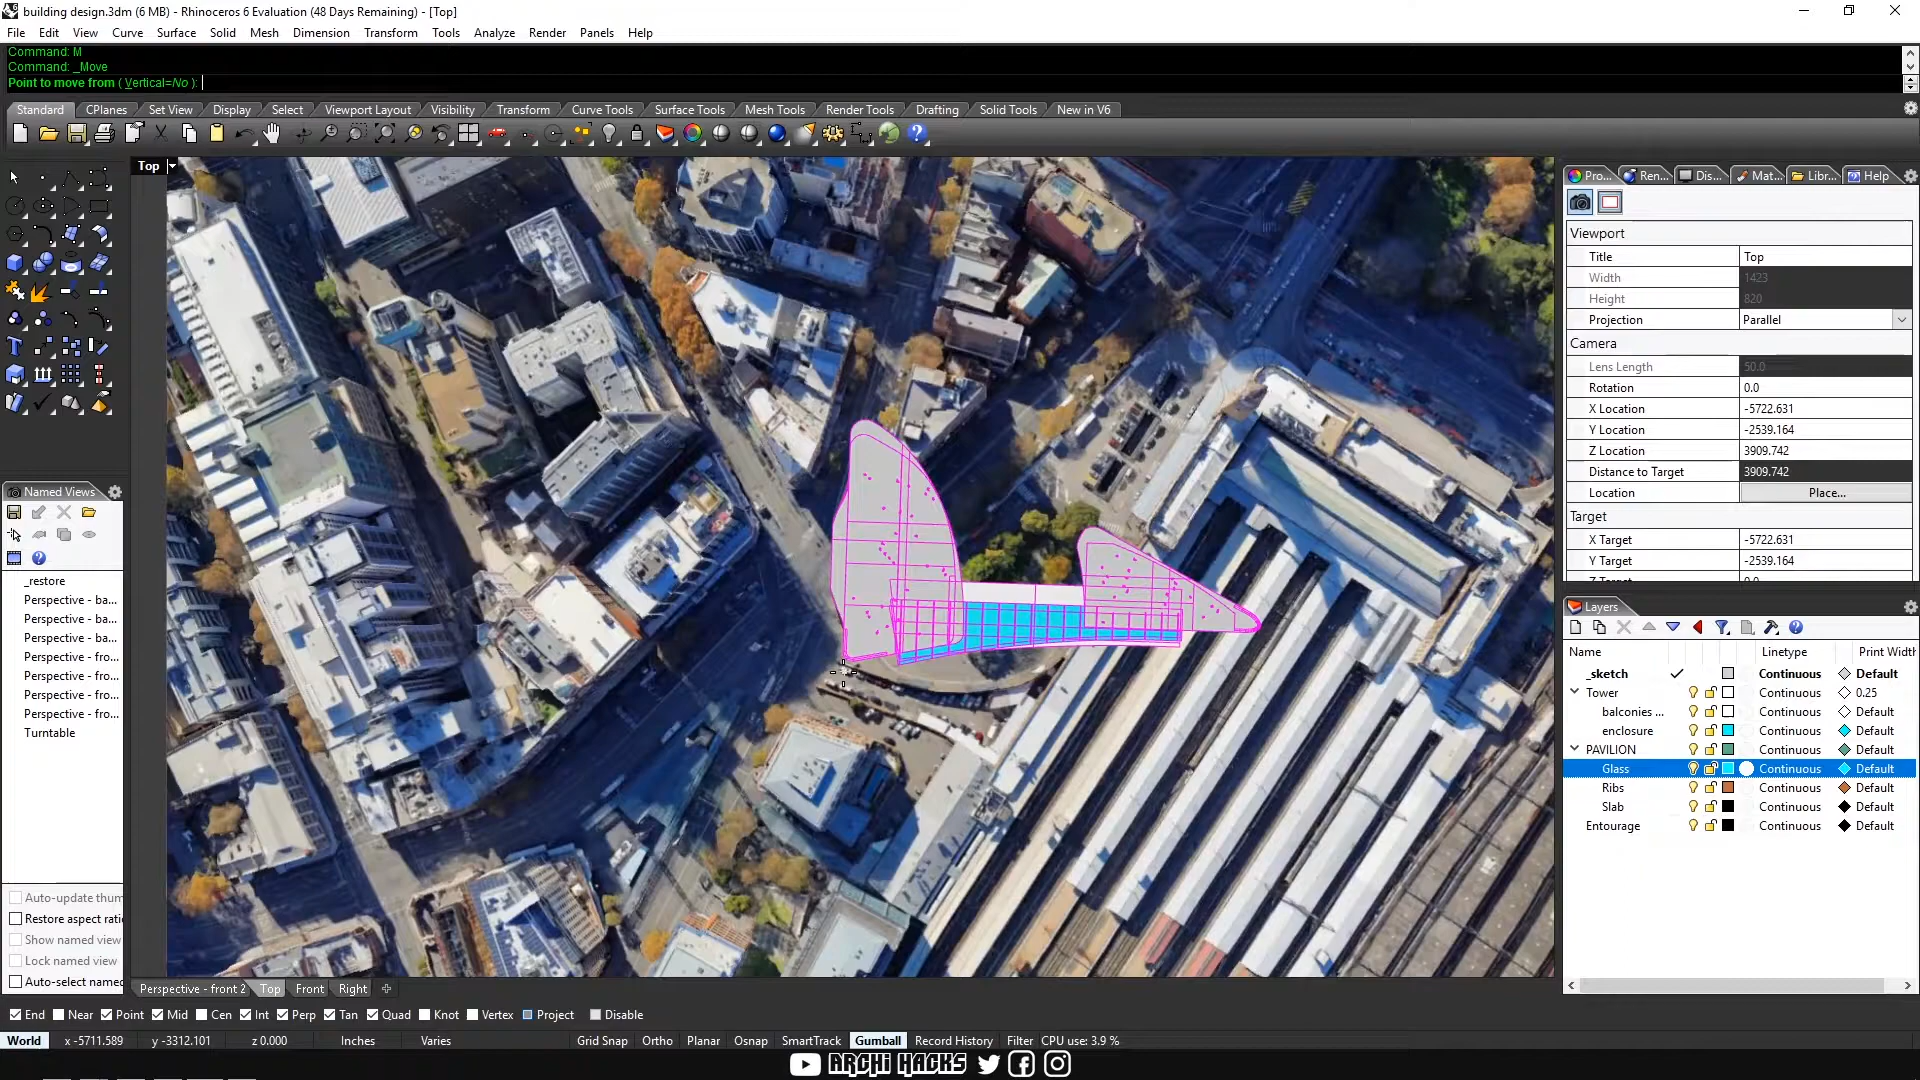 building design.3dm (6 MB) - Rhinoceros 6 Evaluation (48 Days Remaining) - [Top]
File Edit View Curve Surface Solid Mesh Dimension Transform Tools Analyze Render Panels Help
Command: M
Command: _Move
Point to move from ( Vertical=No ):
Standard CPlanes Set View Display Select Viewport Layout Visibility Transform Curve Tools Surface Tools Mesh Tools Render Tools Drafting Solid Tools New in V6
Top
Pro... Ren... Dis... Mat... Libr... Help
Viewport
Title Top
Width 1423
Height 820
Projection Parallel
Camera
Lens Length 50.0
Rotation 0.0
X Location -5722.631
Y Location -2539.164
Z Location 3909.742
Distance to Target 3909.742
Location Place...
Target
X Target -5722.631
Y Target -2539.164
Named Views
_restore
Perspective - ba...
Perspective - ba...
Perspective - ba...
Perspective - fro...
Perspective - fro...
Perspective - fro...
Perspective - fro...
Turntable
Auto-update thum
Restore aspect rati
Show named view
Lock named view
Auto-select named
Layers
Name Linetype Print Width
_sketch Continuous Default
Tower Continuous 0.25
balconies ... Continuous Default
enclosure Continuous Default
PAVILION Continuous Default
Glass Continuous Default
Ribs Continuous Default
Slab Continuous Default
Entourage Continuous Default
Perspective - front 2 Top Front Right
End Near Point Mid Cen Int Perp Tan Quad Knot Vertex Project Disable
World x -5711.589 y -3312.101 z 0.000 Inches Varies Grid Snap Ortho Planar Osnap SmartTrack Gumball Record History Filter CPU use: 3.9 %
ARCHI HACKS